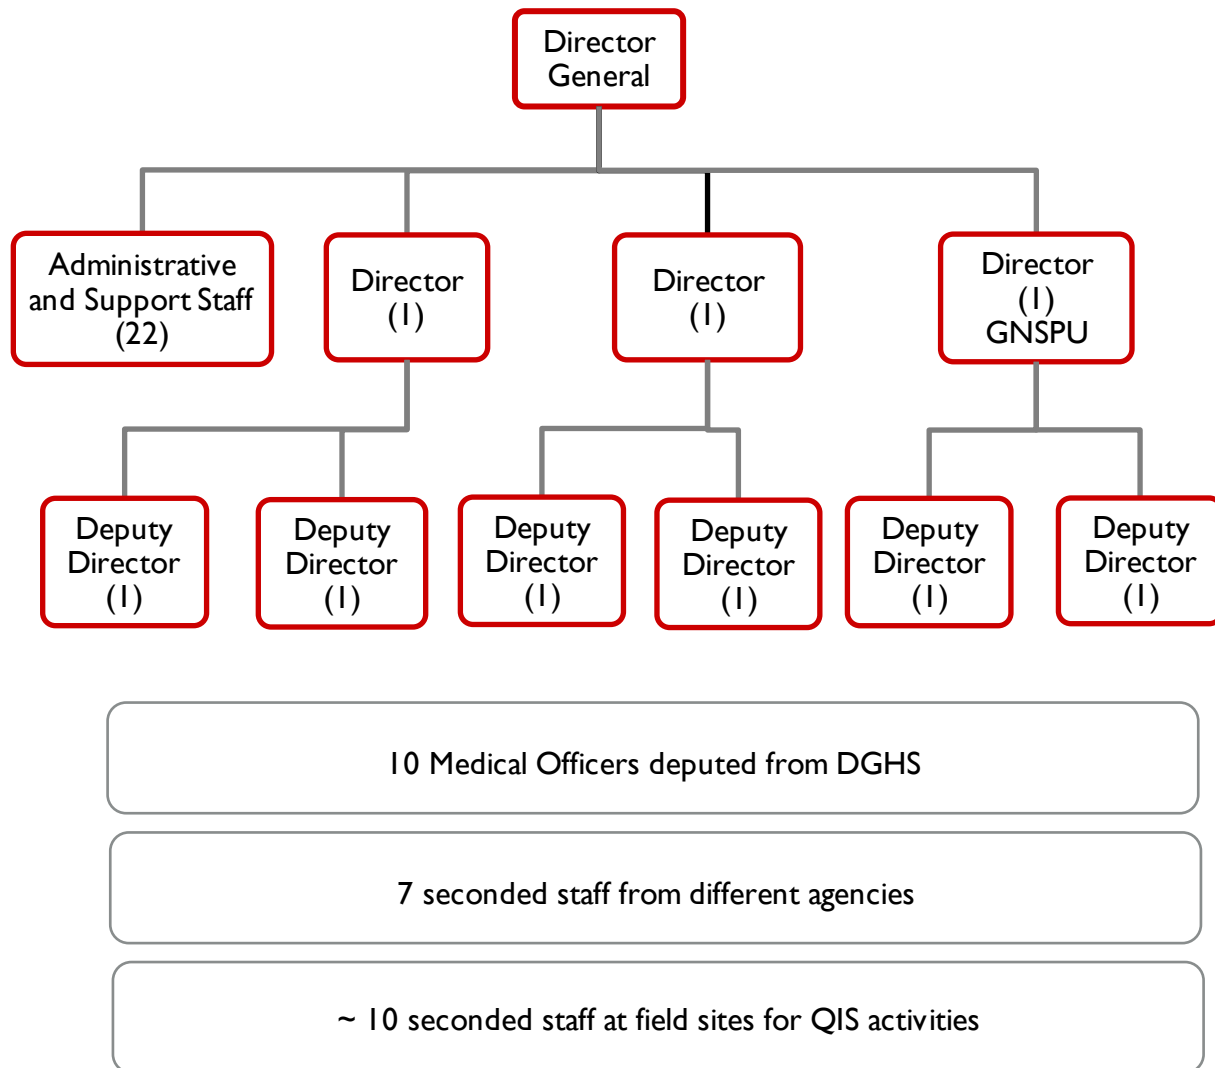 Director
General
Administrative
and Support Staff
(22)
Director
(1)
Director
(1)
Director
(1)
GNSPU
Deputy
Director
(1)
Deputy
Director
(1)
Deputy
Director
(1)
Deputy
Director
(1)
Deputy
Director
(1)
Deputy
Director
(1)
10 Medical Officers deputed from DGHS
7 seconded staff from different agencies
~ 10 seconded staff at field sites for QIS activities